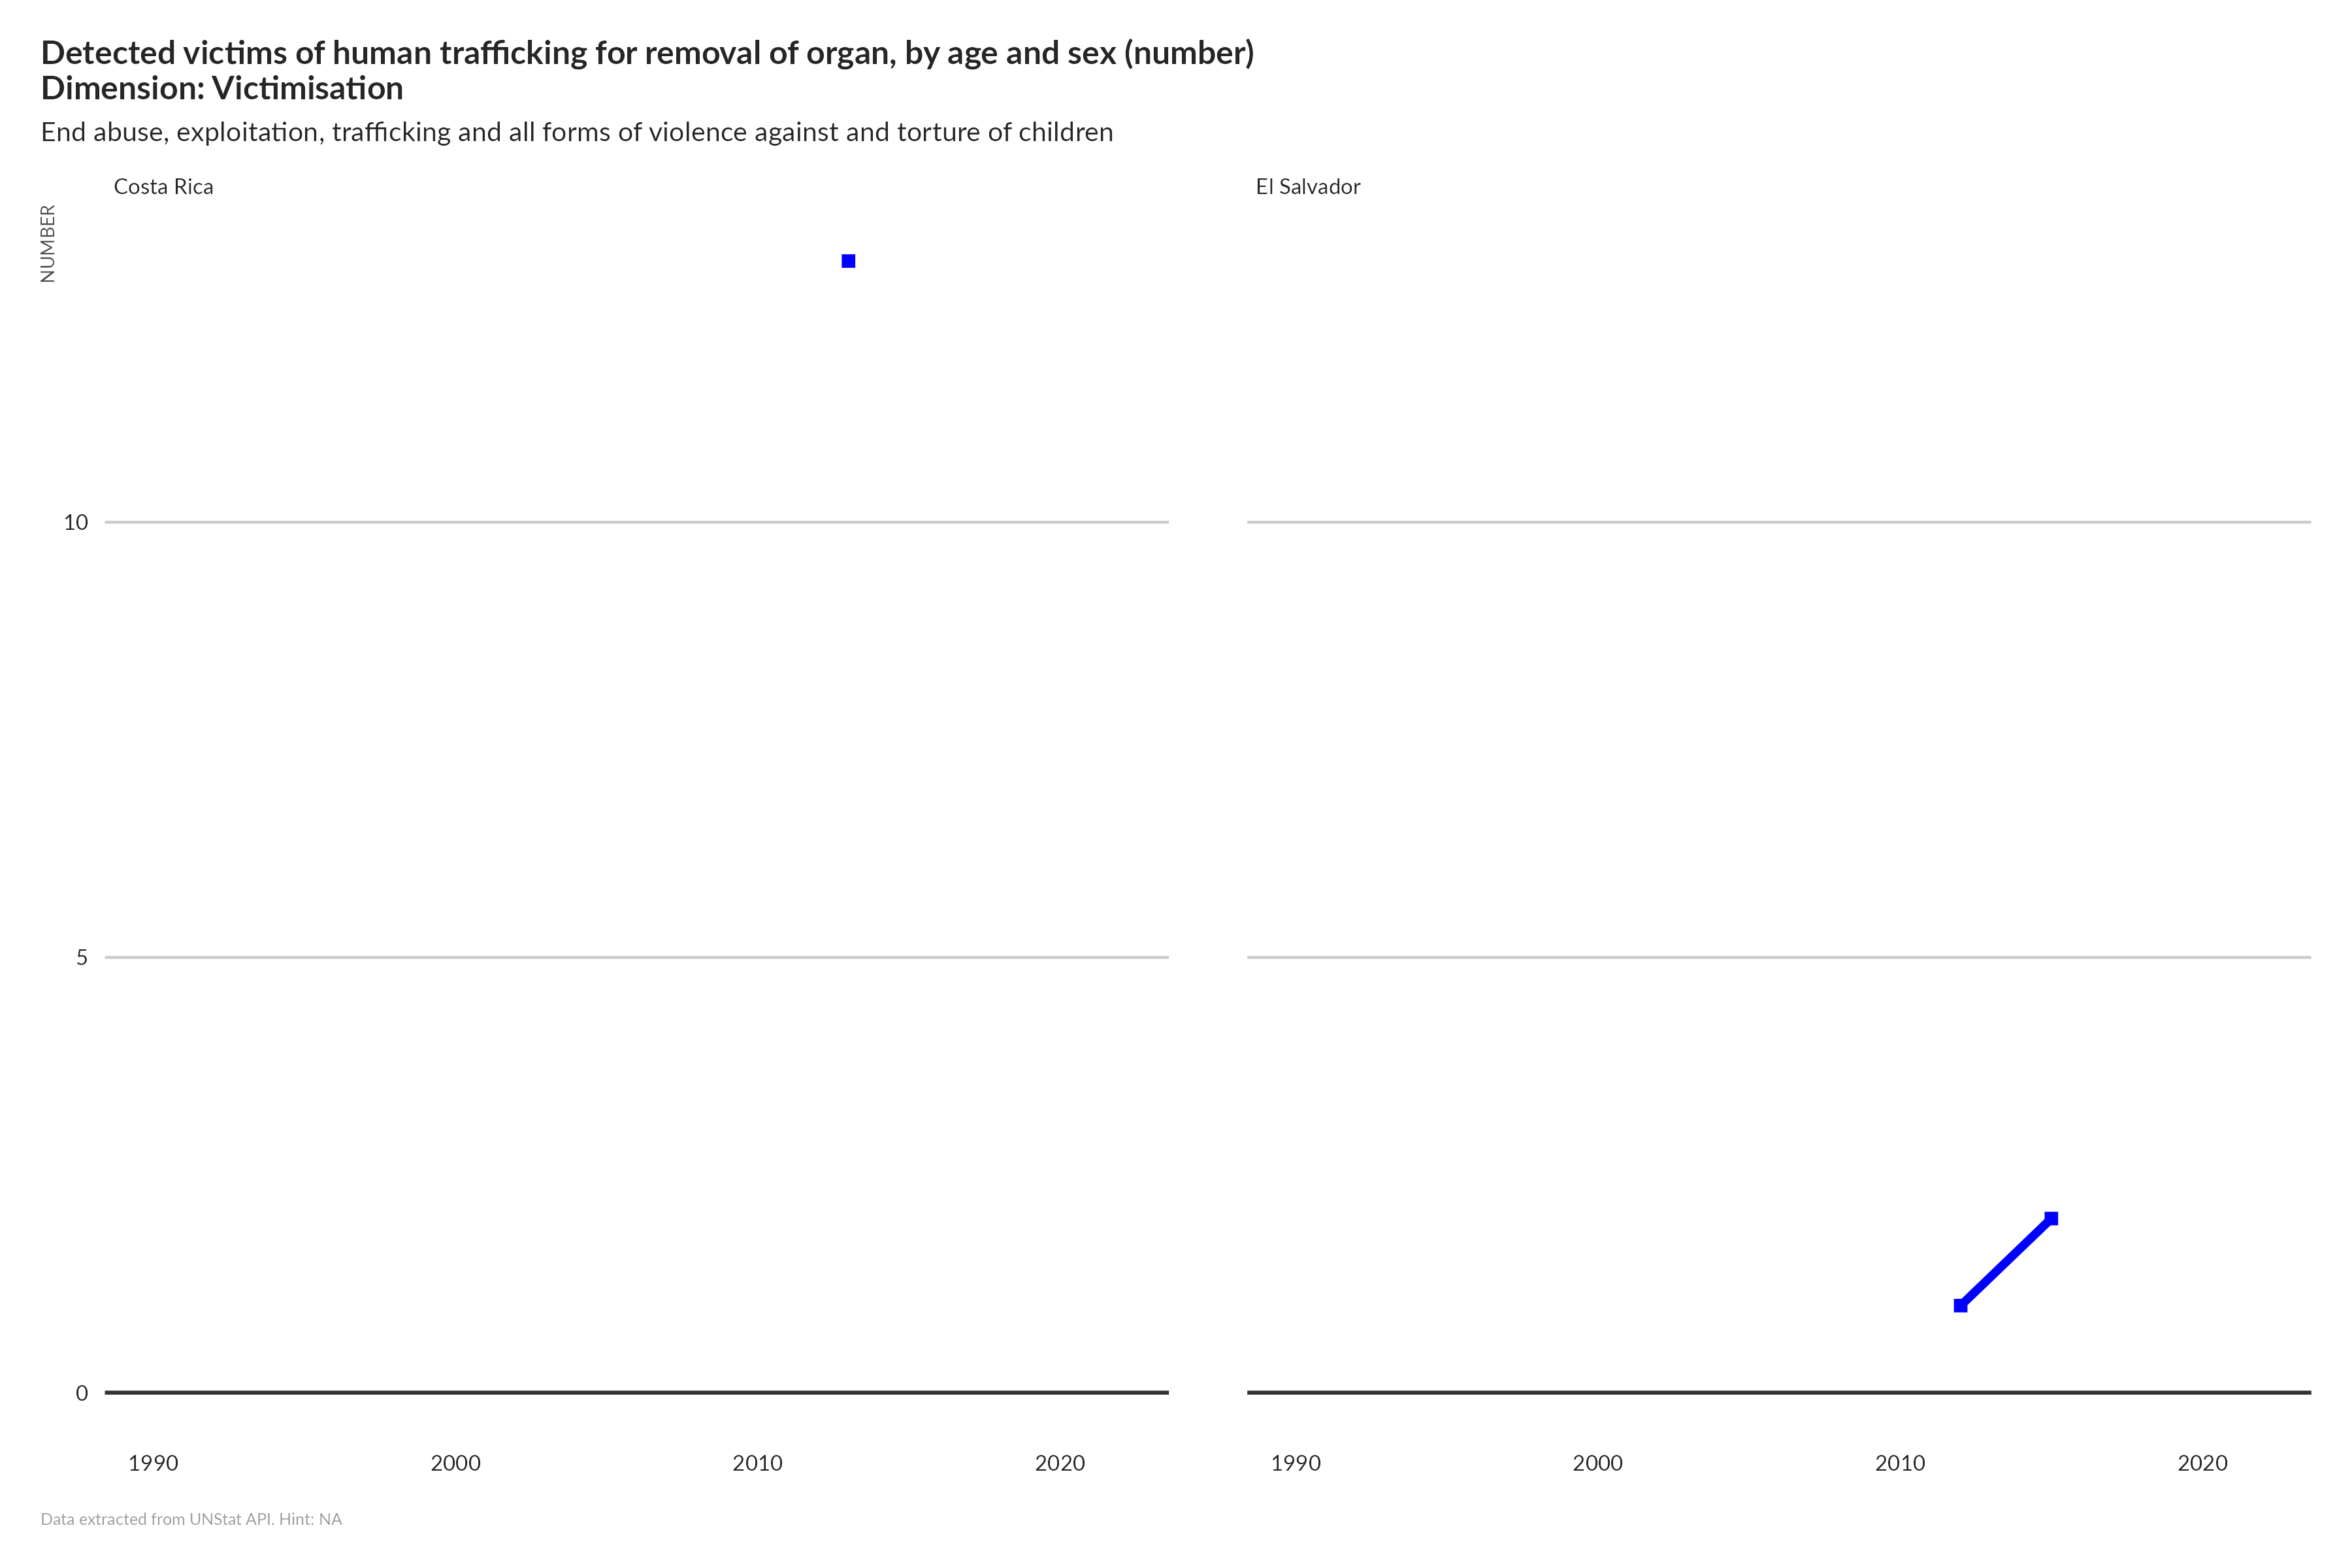 Detected victims of human trafficking for removal of organ, by age and sex (number)
Dimension: Victimisation
End abuse, exploitation, trafficking and all forms of violence against and torture of children
Costa Rica
El Salvador
NUMBER
10
5
0
1990 2000 2010 2020
1990 2000 2010 2020
Data extracted from UNStat API. Hint: NA